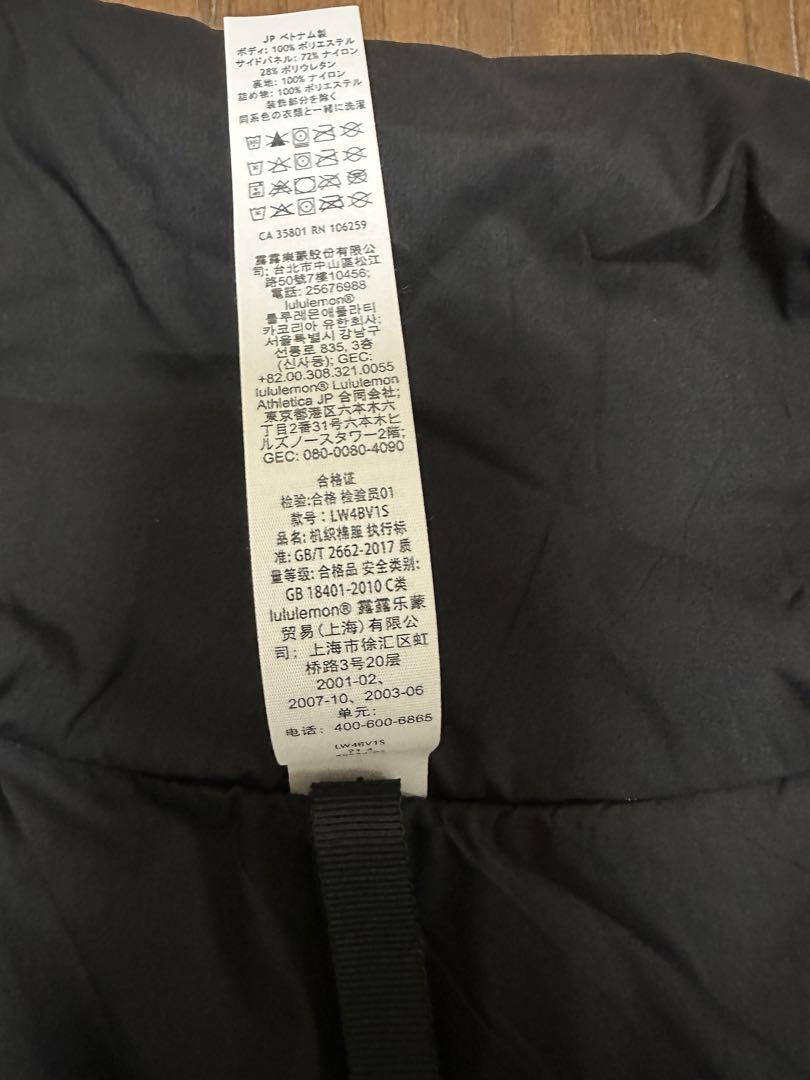 JP ベトナム製
ボディ: 100% ポリエステル
サイドパネル: 72% ナイロン
28% ポリウレタン
裏地: 100% ナイロン
詰め物: 100% ポリエステル
装飾部分を除く
同系色の衣類と一緒に洗濯
CA 35801 RN 106259
露露樂蒙股份有限公
司; 台北市中山區松江
路50號7樓10456;
電話: 25676988
lululemon®
룰루레몬애틀라티
카코리아 유한회사;
서울특별시 강남구
선릉로 835, 3층
(신사동); GEC:
+82.00.308.321.0055
lululemon® Lululemon
Athletica JP 合同会社;
東京都港区六本木六
丁目2番31号六本木ヒ
ルズノースタワー2階;
GEC: 080-0080-4090
合格证
检验:合格 检验员01
款号：LW4BV1S
品名: 机织棉服 执行标
准: GB/T 2662-2017 质
量等级: 合格品 安全类别:
GB 18401-2010 C类
lululemon® 露露乐蒙
贸易(上海)有限公
司；上海市徐汇区虹
桥路3号20层
2001-02、
2007-10、2003-06
单元;
电话：400-600-6865
LW4BV1S